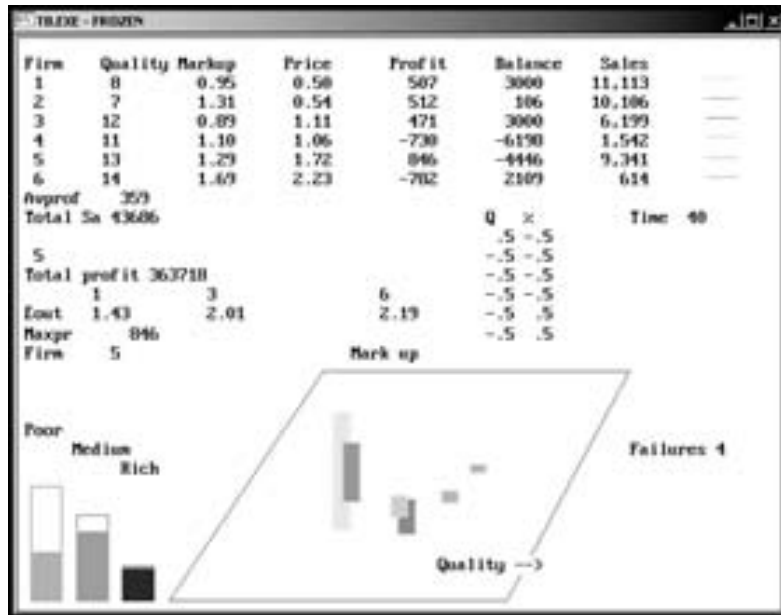 TB.EXE - FROZEN
Firm Quality Markup Price Profit Balance Sales
1 8 0.95 0.50 507 3000 11,113
2 7 1.31 0.54 512 106 10,106
3 12 0.89 1.11 471 3000 6,199
4 11 1.10 1.06 -730 -6190 1,542
5 13 1.29 1.72 846 -4446 9,341
6 14 1.69 2.23 -702 2109 614
Avprof 359
Total Sa 43606 Q % Time 40
.5 -.5
5 -.5 -.5
Total profit 363718 -.5 -.5
1 3 6 -.5 -.5
Eout 1.43 2.01 2.19 -.5 .5
Maxpr 846 -.5 .5
Firm 5 Mark up
Poor
Medium
Rich
Failures 4
Quality -->